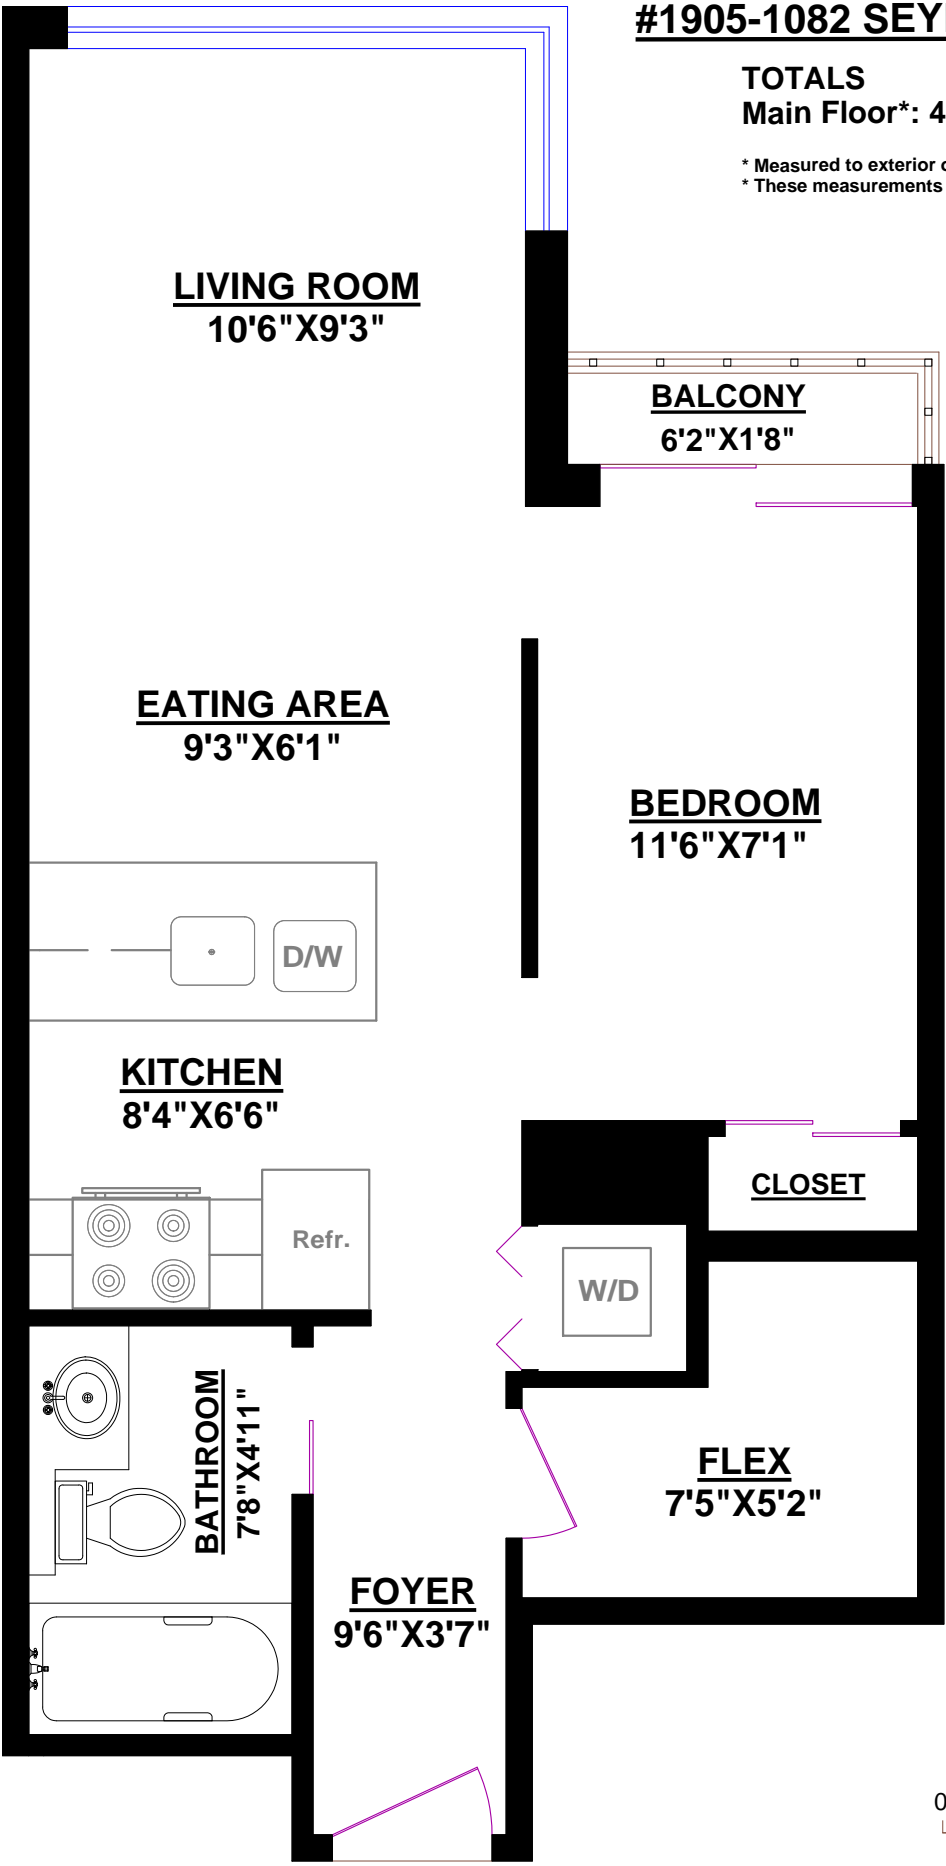 #1905-1082
TOTALS
Main Floor*:
* Measured to exterior
* These measurements
LIVING ROOM
10'6"X9'3"
BALCONY
6'2"X1'8"
EATING AREA
9'3"X6'1"
BEDROOM
11'6"X7'1"
D/W
KITCHEN
8'4"X6'6"
CLOSET
Refr.
W/D
BATHROOM
7'8"X4'11"
FLEX
7'5"X5'2"
FOYER
9'6"X3'7"
0